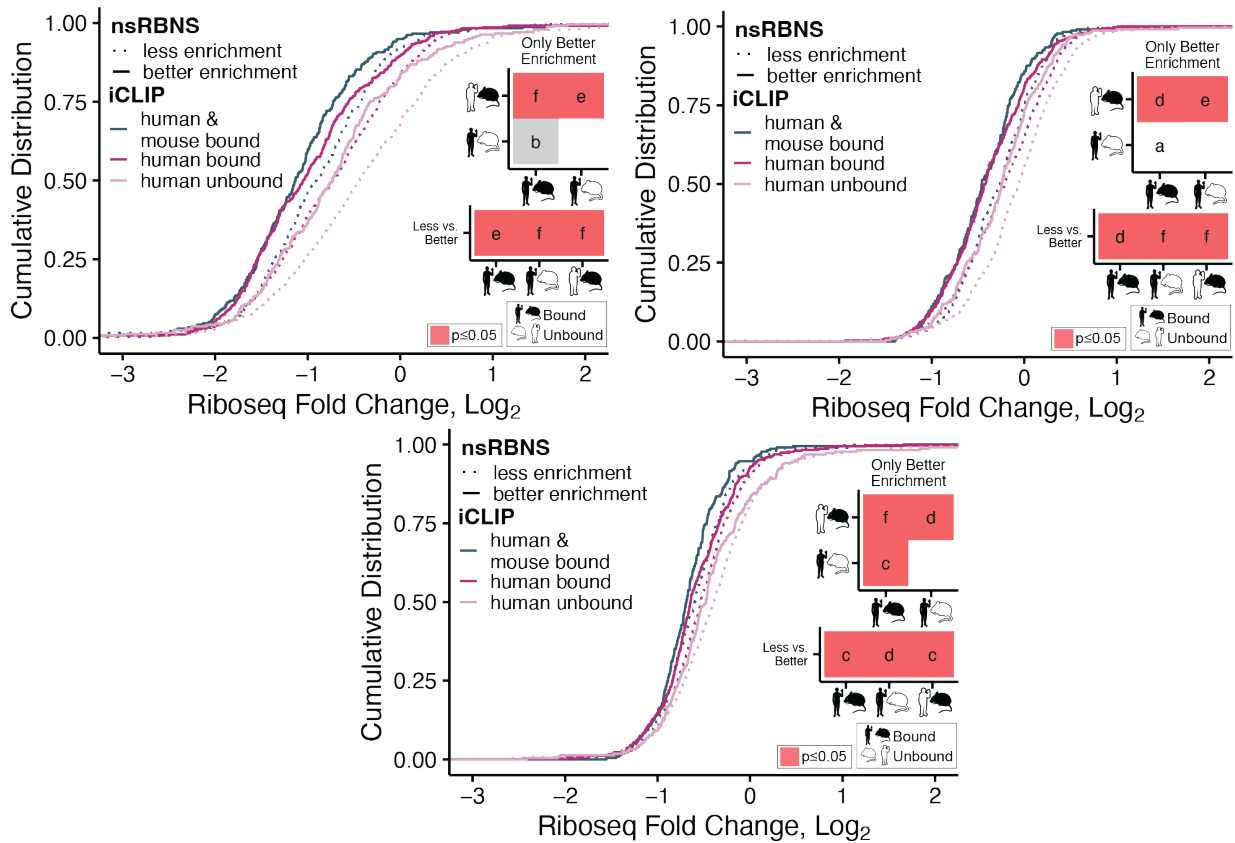 1.00
0.75
0.50
0.25
0.00
Cumulative Distribution
nsRBNS
less enrichment
better enrichment
iCLIP
human &
mouse bound
human bound
human unbound
Only Better
Enrichment
f e
b
Less vs.
Better
e f f
p≤0.05
Bound
Unbound
−3 −2 −1 0 1 2
Riboseq Fold Change, Log2
1.00
0.75
0.50
0.25
0.00
Cumulative Distribution
nsRBNS
less enrichment
better enrichment
iCLIP
human &
mouse bound
human bound
human unbound
Only Better
Enrichment
d e
a
Less vs.
Better
d f f
p≤0.05
Bound
Unbound
−3 −2 −1 0 1 2
Riboseq Fold Change, Log2
1.00
0.75
0.50
0.25
0.00
Cumulative Distribution
nsRBNS
less enrichment
better enrichment
iCLIP
human &
mouse bound
human bound
human unbound
Only Better
Enrichment
f d
c
Less vs.
Better
c d c
p≤0.05
Bound
Unbound
−3 −2 −1 0 1 2
Riboseq Fold Change, Log2